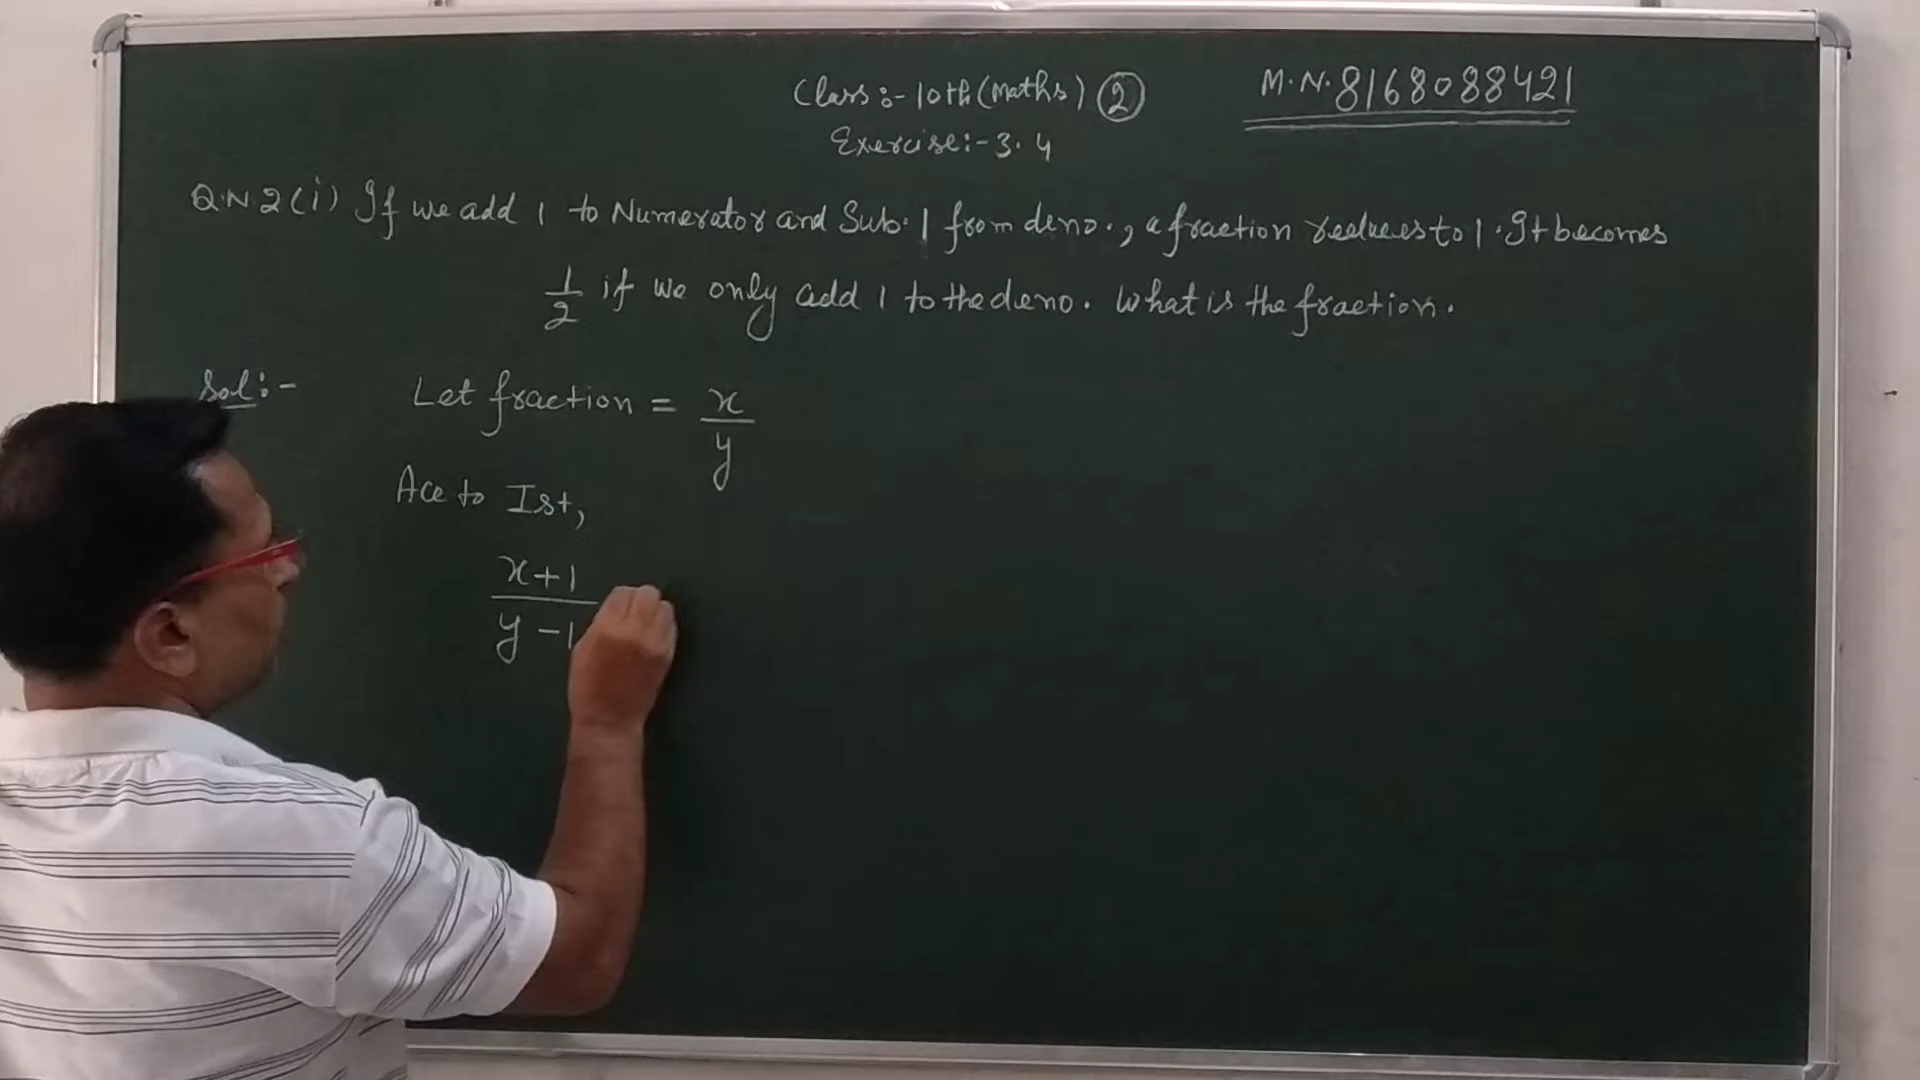 Class:- 10th (Maths) 2
M.N. 8168088421
Exercise:- 3.4
Q.N. 2 (i) If we add 1 to Numerator and Sub. 1 from deno., a fraction reduces to 1. It becomes
1/2 if we only add 1 to the deno. What is the fraction.
Sol:-
Let fraction = x/y
Acc to Ist,
x+1
y-1